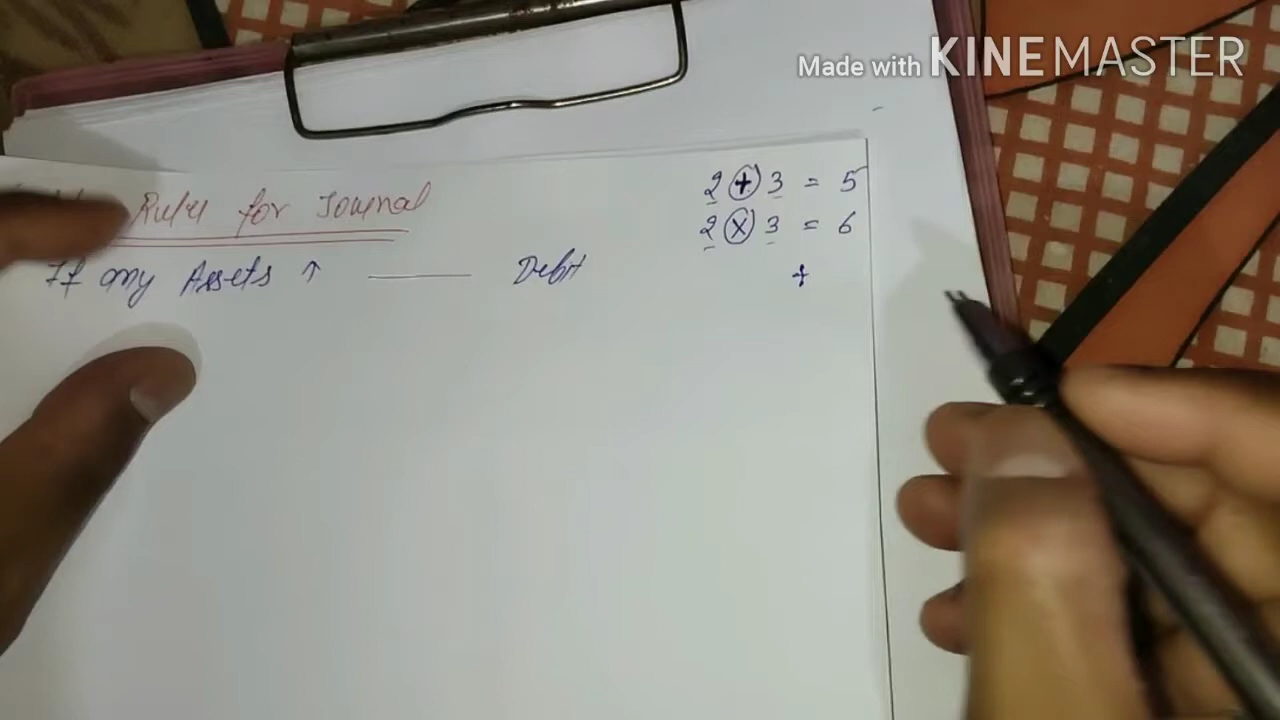 Made with KINEMASTER
Rules for Journal
If any Assets ↑ —— Debit
2 + 3 = 5
2 × 3 = 6
+